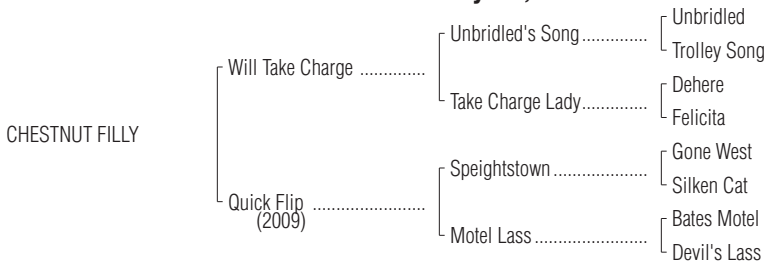 Unbridled
Unbridled's Song ..............
Trolley Song
Will Take Charge ..............
Dehere
Take Charge Lady ..............
Felicita
CHESTNUT FILLY
Gone West
Speightstown ....................
Silken Cat
Quick Flip ........................
(2009)
Bates Motel
Motel Lass ........................
Devil's Lass